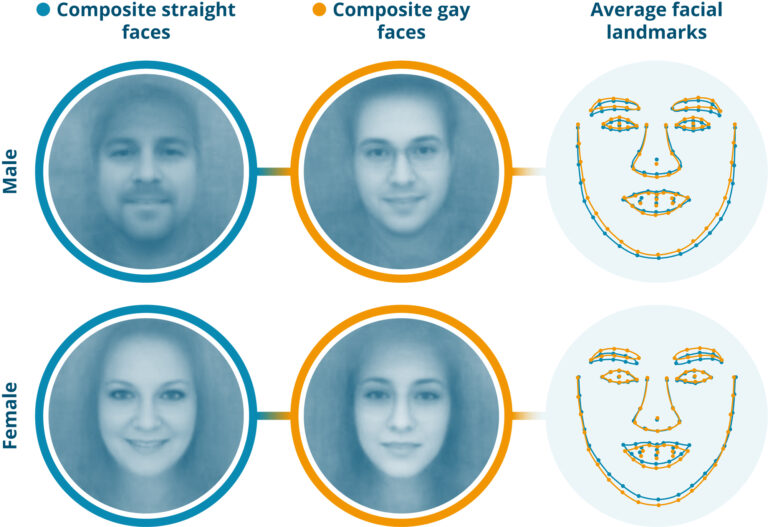 Composite straight
faces
Composite gay
faces
Average facial
landmarks
Male
Female